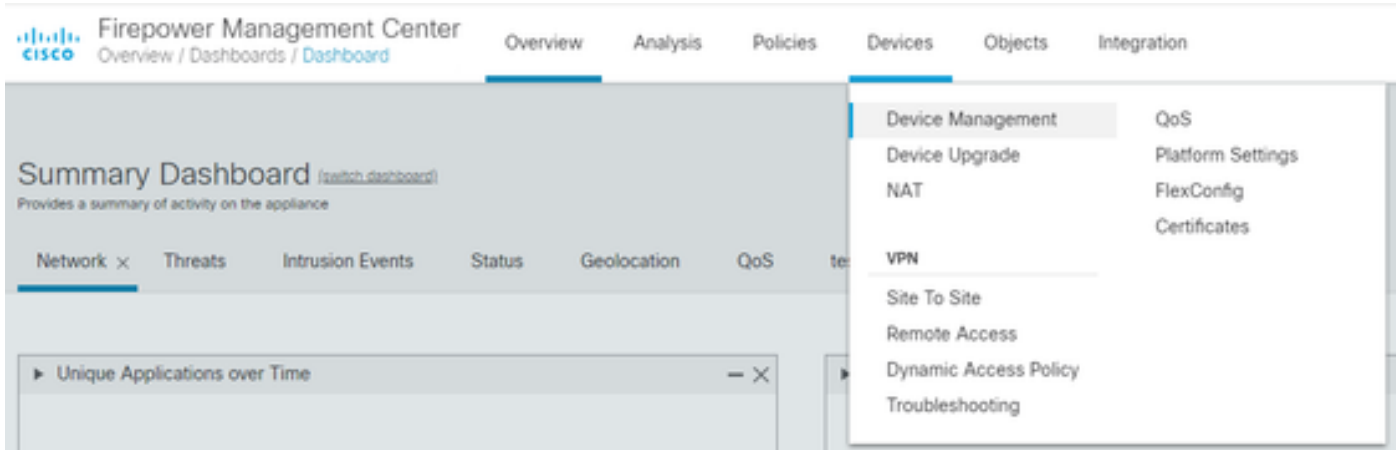 CISCO
Firepower Management Center
Overview / Dashboards / Dashboard
Overview Analysis Policies Devices Objects Integration
Summary Dashboard (switch dashboard)
Provides a summary of activity on the appliance
Network × Threats Intrusion Events Status Geolocation QoS te
Unique Applications over Time
Device Management
Device Upgrade
NAT
VPN
Site To Site
Remote Access
Dynamic Access Policy
Troubleshooting
QoS
Platform Settings
FlexConfig
Certificates